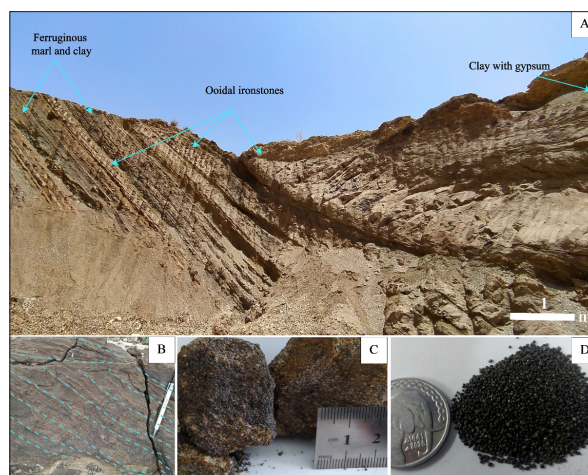 A
Ferruginous
marl and clay
Ooidal ironstones
Clay with gypsum
1
m
B
C
D
1 2